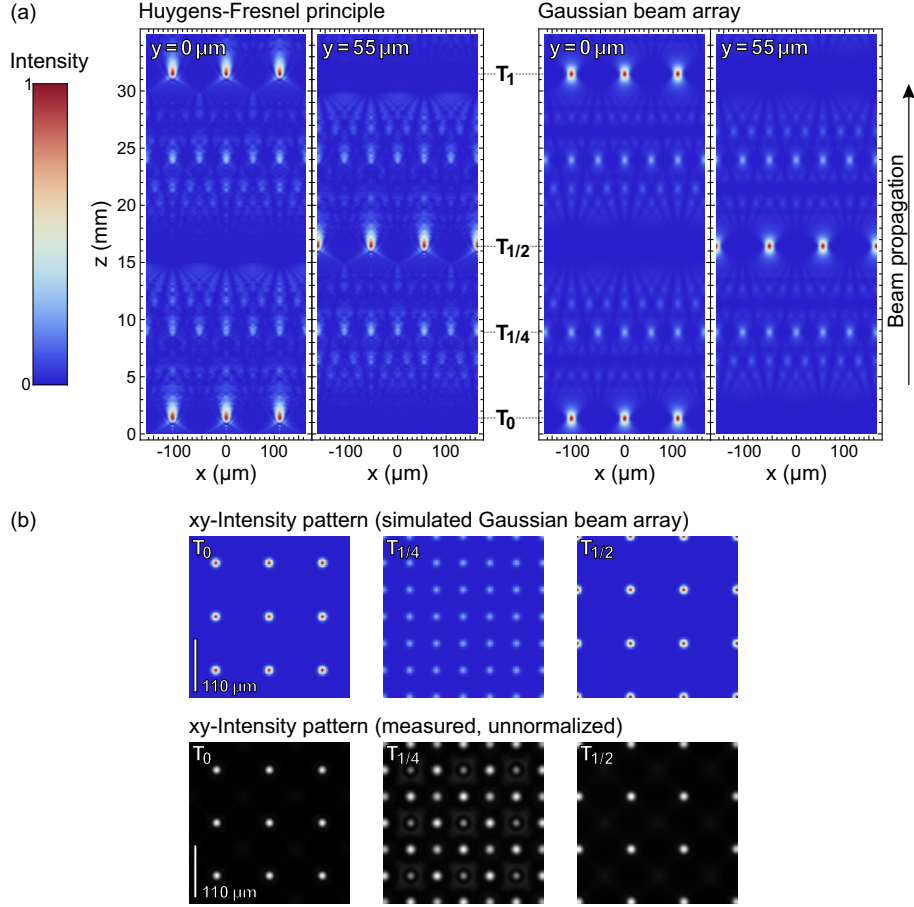 (a)
Huygens-Fresnel principle
Gaussian beam array
Intensity
1
0
y = 0 µm
y = 55 µm
y = 0 µm
y = 55 µm
z (mm)
30
25
20
15
10
5
0
T1
T1/2
T1/4
T0
Beam propagation
-100 0 100
-100 0 100
-100 0 100
-100 0 100
x (µm)
x (µm)
x (µm)
x (µm)
(b)
xy-Intensity pattern (simulated Gaussian beam array)
T0
T1/4
T1/2
110 µm
xy-Intensity pattern (measured, unnormalized)
T0
T1/4
T1/2
110 µm